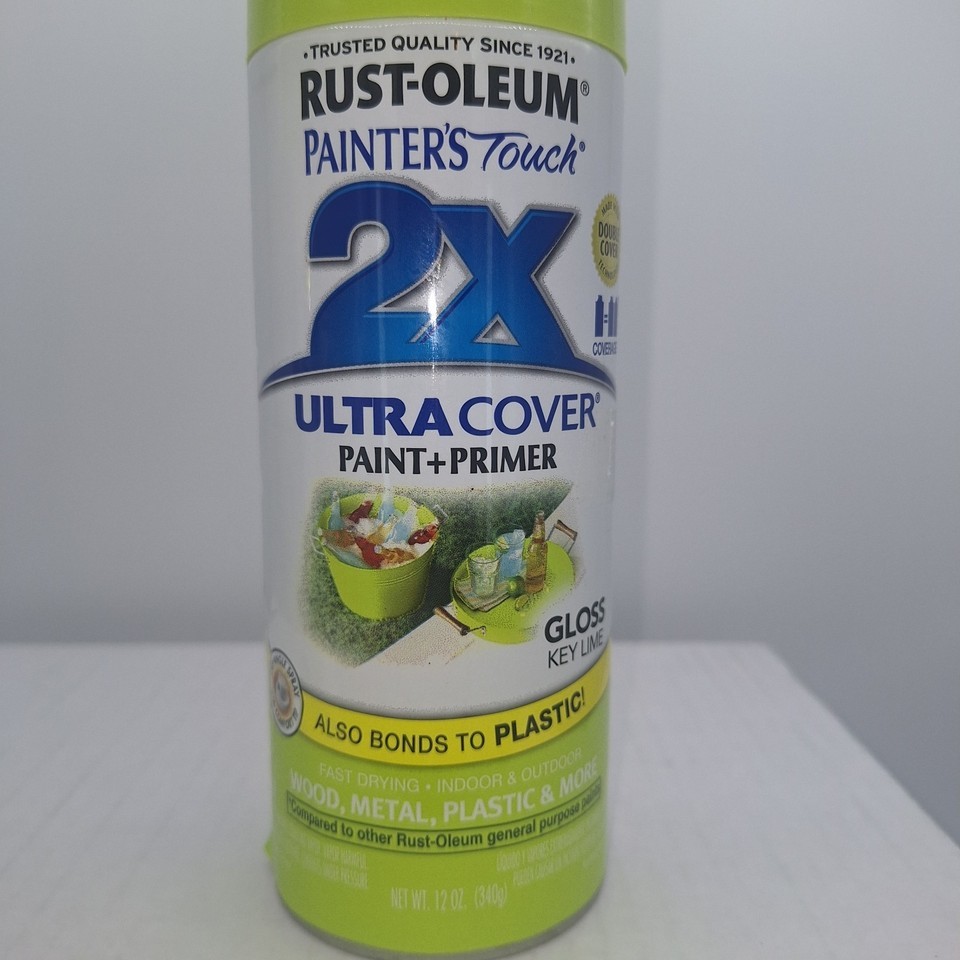 •TRUSTED QUALITY SINCE 1921•
RUST-OLEUM®
PAINTER'S Touch®
2X
DOUBLE
COVER
COVERAGE
ULTRA COVER®
PAINT+PRIMER
GLOSS
KEY LIME
ALSO BONDS TO PLASTIC!
FAST DRYING • INDOOR & OUTDOOR
WOOD, METAL, PLASTIC & MORE
*Compared to other Rust-Oleum general purpose paints
NET WT. 12 OZ. (340g)